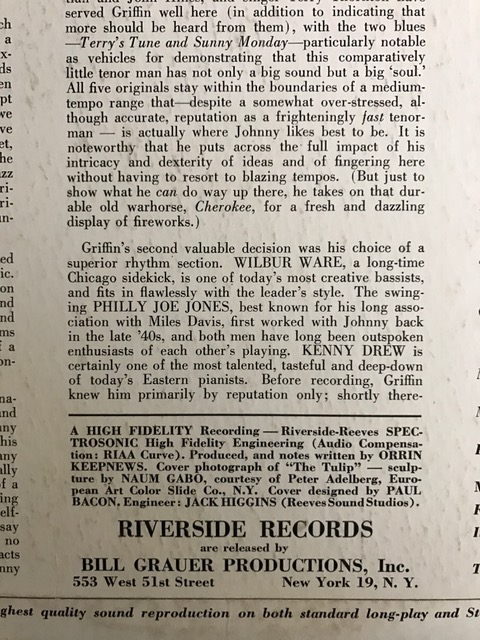 served Griffin well here (in addition to indicating that
more should be heard from them), with the two blues
—Terry's Tune and Sunny Monday—particularly notable
as vehicles for demonstrating that this comparatively
little tenor man has not only a big sound but a big 'soul.'
All five originals stay within the boundaries of a medium-
tempo range that—despite a somewhat over-stressed, al-
though accurate, reputation as a frighteningly fast tenor-
man — is actually where Johnny likes best to be. It is
noteworthy that he puts across the full impact of his
intricacy and dexterity of ideas and of fingering here
without having to resort to blazing tempos. (But just to
show what he can do way up there, he takes on that dur-
able old warhorse, Cherokee, for a fresh and dazzling
display of fireworks.)
Griffin's second valuable decision was his choice of a
superior rhythm section. WILBUR WARE, a long-time
Chicago sidekick, is one of today's most creative bassists,
and fits in flawlessly with the leader's style. The swing-
ing PHILLY JOE JONES, best known for his long asso-
ciation with Miles Davis, first worked with Johnny back
in the late '40s, and both men have long been outspoken
enthusiasts of each other's playing. KENNY DREW is
certainly one of the most talented, tasteful and deep-down
of today's Eastern pianists. Before recording, Griffin
knew him primarily by reputation only; shortly there-
A HIGH FIDELITY Recording — Riverside-Reeves SPEC-
TROSONIC High Fidelity Engineering (Audio Compensa-
tion: RIAA Curve). Produced, and notes written by ORRIN
KEEPNEWS. Cover photograph of "The Tulip" — sculp-
ture by NAUM GABO, courtesy of Peter Adelberg, Euro-
pean Art Color Slide Co., N.Y. Cover designed by PAUL
BACON. Engineer: JACK HIGGINS (Reeves Sound Studios).
RIVERSIDE RECORDS
are released by
BILL GRAUER PRODUCTIONS, Inc.
553 West 51st Street New York 19, N. Y.
ghest quality sound reproduction on both standard long-play and St